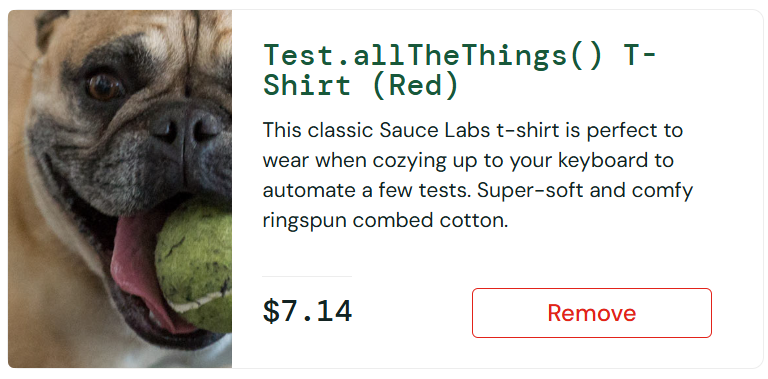 Test.allTheThings() T-
Shirt (Red)
This classic Sauce Labs t-shirt is perfect to
wear when cozying up to your keyboard to
automate a few tests. Super-soft and comfy
ringspun combed cotton.
$7.14
Remove